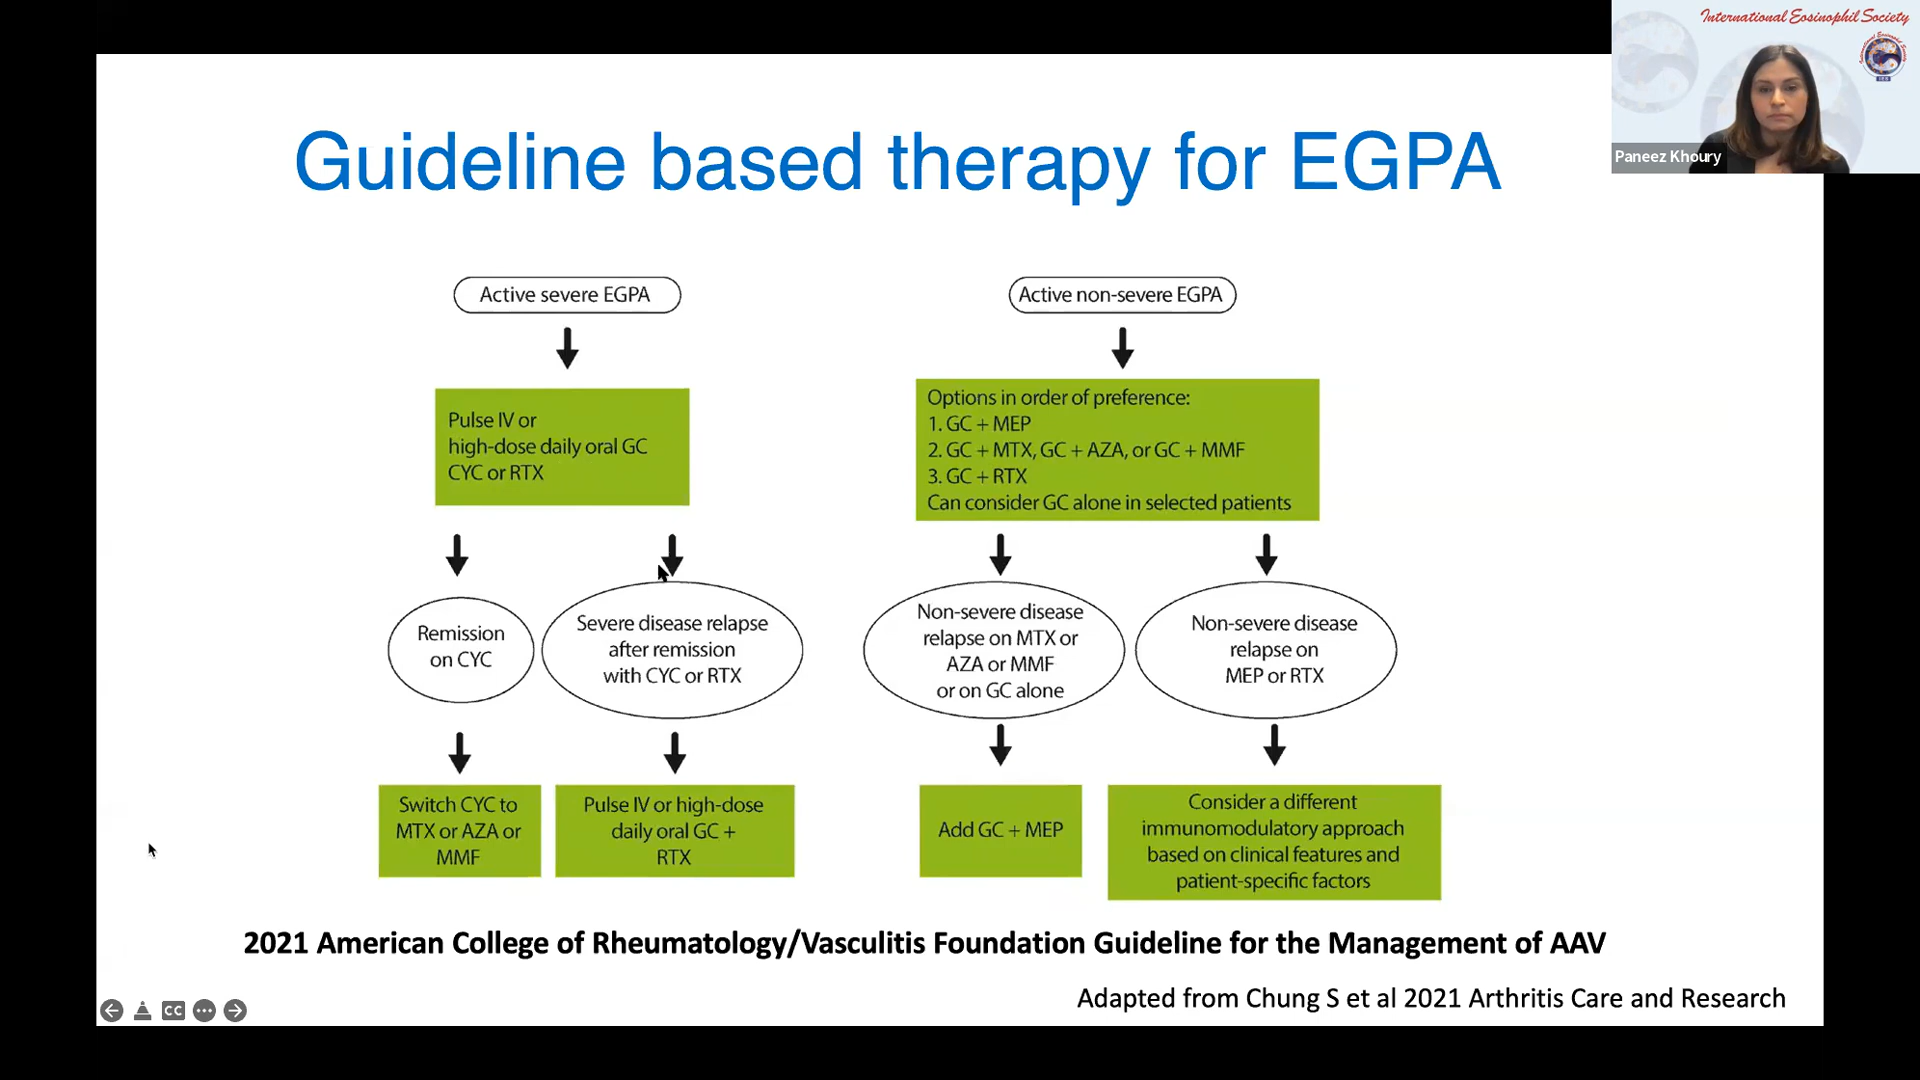 International Eosinophil Society
Paneez Khoury
Guideline based therapy for EGPA
Active severe EGPA
Pulse IV or
high-dose daily oral GC
CYC or RTX
Remission
on CYC
Severe disease relapse
after remission
with CYC or RTX
Switch CYC to
MTX or AZA or
MMF
Pulse IV or high-dose
daily oral GC +
RTX
Active non-severe EGPA
Options in order of preference:
1. GC + MEP
2. GC + MTX, GC + AZA, or GC + MMF
3. GC + RTX
Can consider GC alone in selected patients
Non-severe disease
relapse on MTX or
AZA or MMF
or on GC alone
Non-severe disease
relapse on
MEP or RTX
Add GC + MEP
Consider a different
immunomodulatory approach
based on clinical features and
patient-specific factors
2021 American College of Rheumatology/Vasculitis Foundation Guideline for the Management of AAV
Adapted from Chung S et al 2021 Arthritis Care and Research
CC